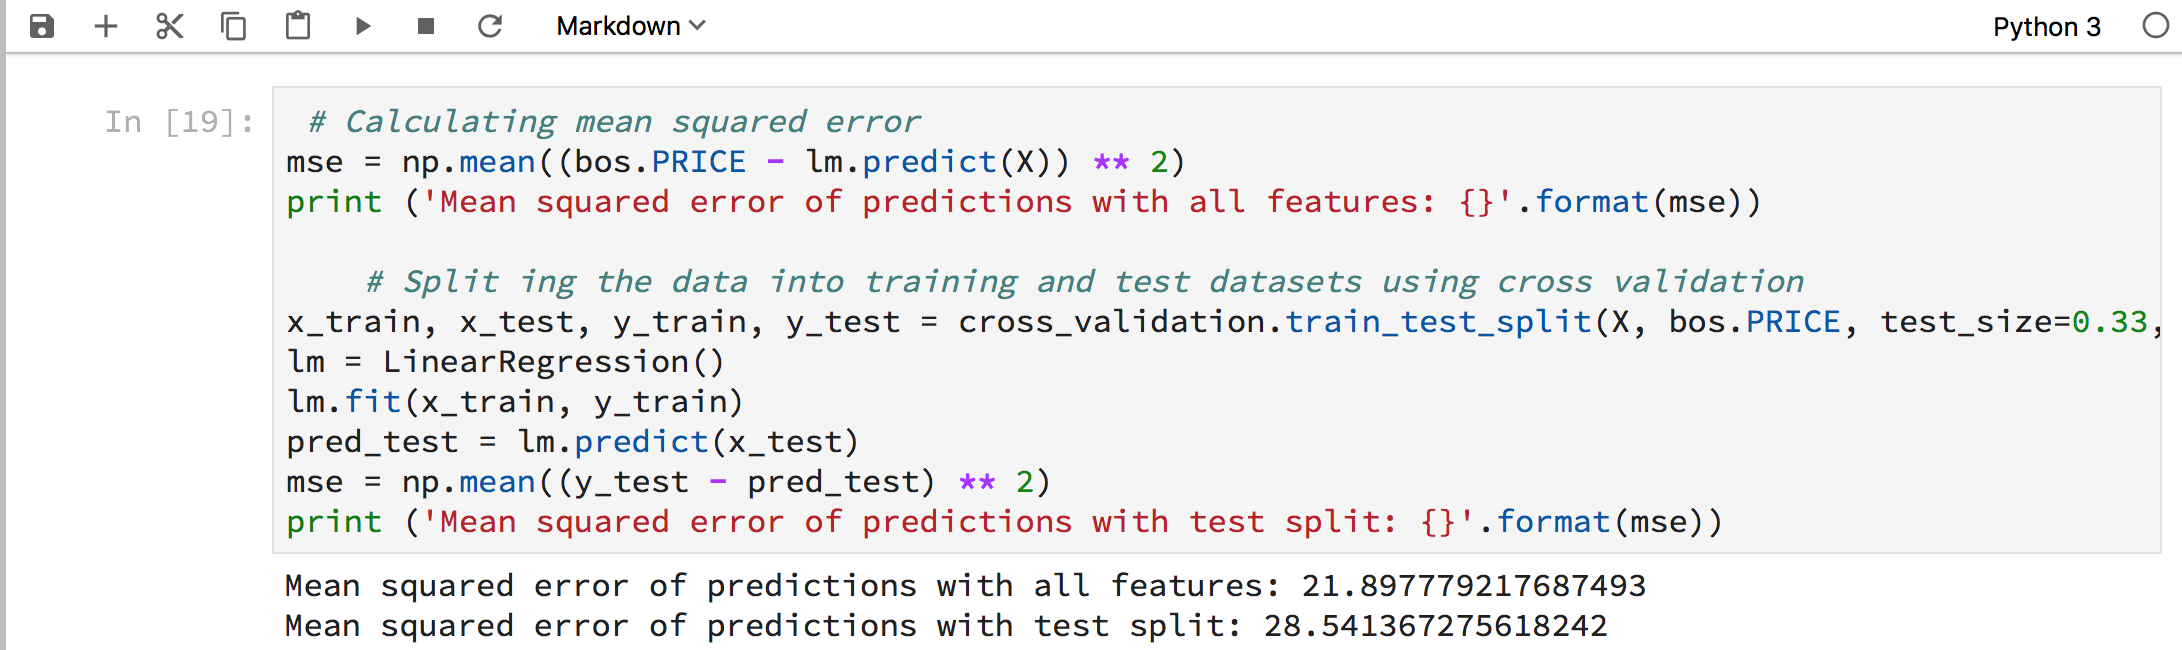 Markdown
Python 3
In [19]:
# Calculating mean squared error
mse = np.mean((bos.PRICE - lm.predict(X)) ** 2)
print ('Mean squared error of predictions with all features: {}'.format(mse))
# Split ing the data into training and test datasets using cross validation
x_train, x_test, y_train, y_test = cross_validation.train_test_split(X, bos.PRICE, test_size=0.33,
lm = LinearRegression()
lm.fit(x_train, y_train)
pred_test = lm.predict(x_test)
mse = np.mean((y_test - pred_test) ** 2)
print ('Mean squared error of predictions with test split: {}'.format(mse))
Mean squared error of predictions with all features: 21.897779217687493
Mean squared error of predictions with test split: 28.541367275618242